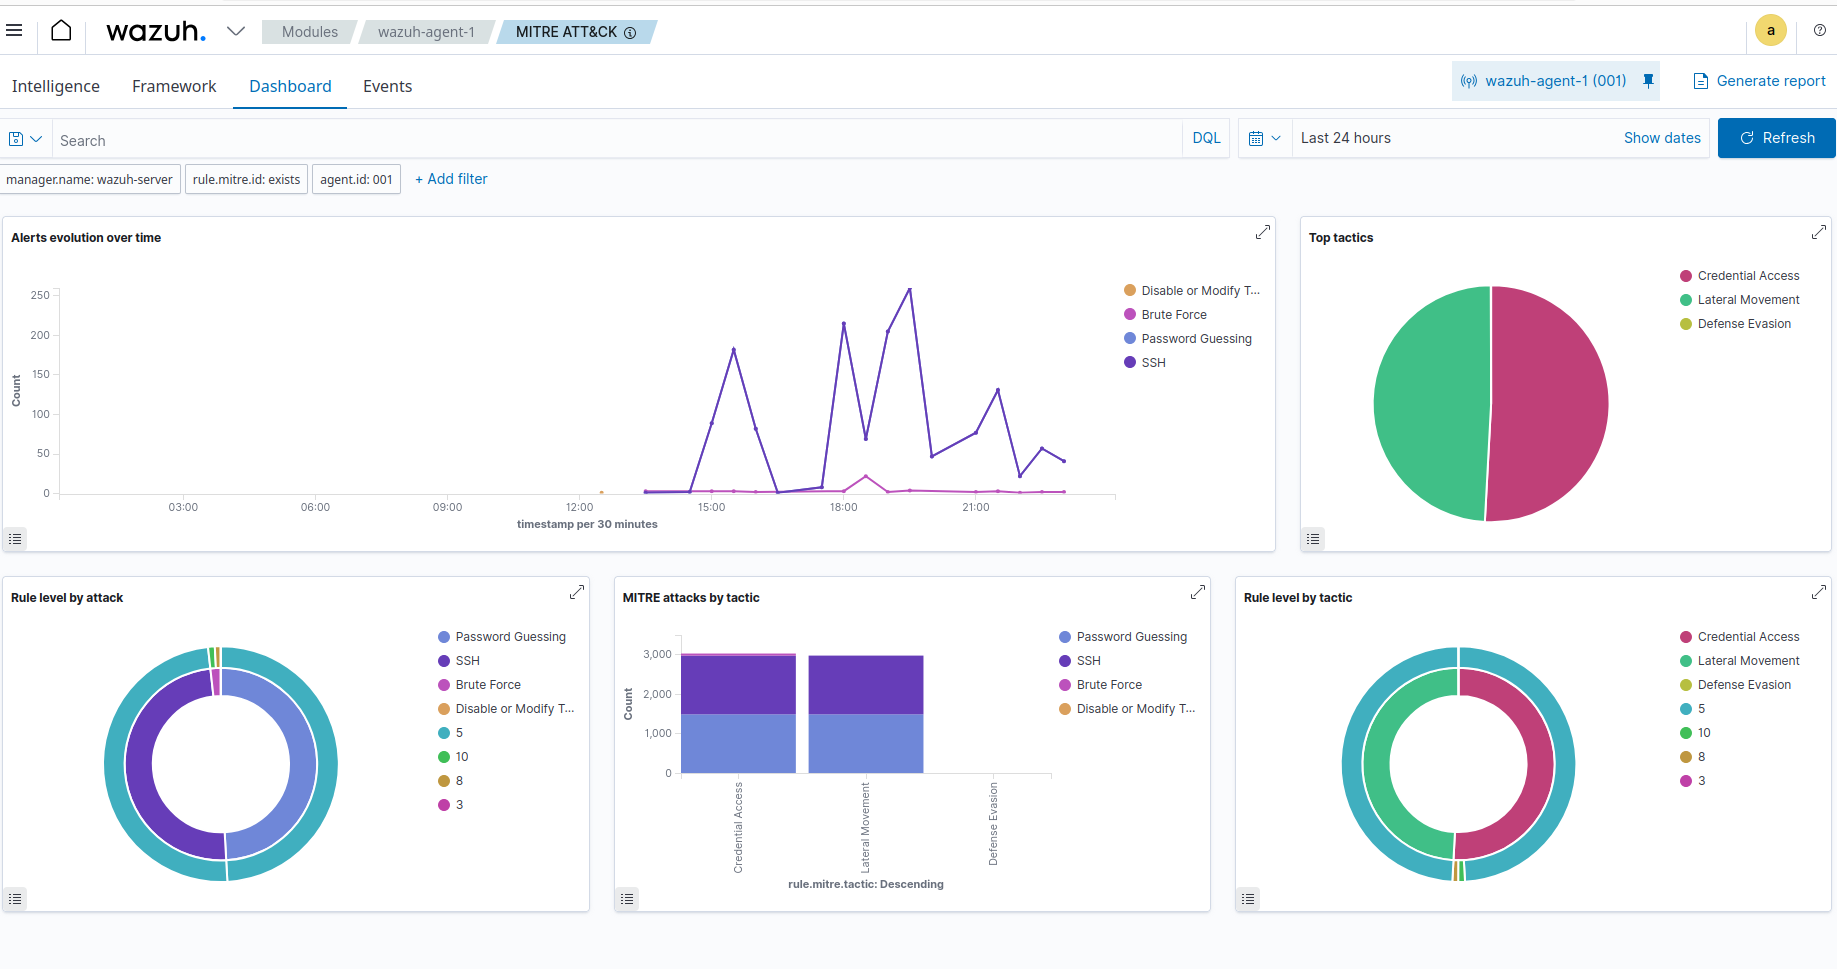 wazuh.
Modules
wazuh-agent-1
MITRE ATT&CK
a
Intelligence
Framework
Dashboard
Events
wazuh-agent-1 (001)
Generate report
Search
DQL
Last 24 hours
Show dates
Refresh
manager.name: wazuh-server
rule.mitre.id: exists
agent.id: 001
+ Add filter
Alerts evolution over time
250
200
150
100
50
0
Count
03:00
06:00
09:00
12:00
15:00
18:00
21:00
timestamp per 30 minutes
Disable or Modify T...
Brute Force
Password Guessing
SSH
Top tactics
Credential Access
Lateral Movement
Defense Evasion
Rule level by attack
Password Guessing
SSH
Brute Force
Disable or Modify T...
5
10
8
3
MITRE attacks by tactic
3,000
2,000
1,000
0
Count
Credential Access
Lateral Movement
Defense Evasion
rule.mitre.tactic: Descending
Password Guessing
SSH
Brute Force
Disable or Modify T...
Rule level by tactic
Credential Access
Lateral Movement
Defense Evasion
5
10
8
3